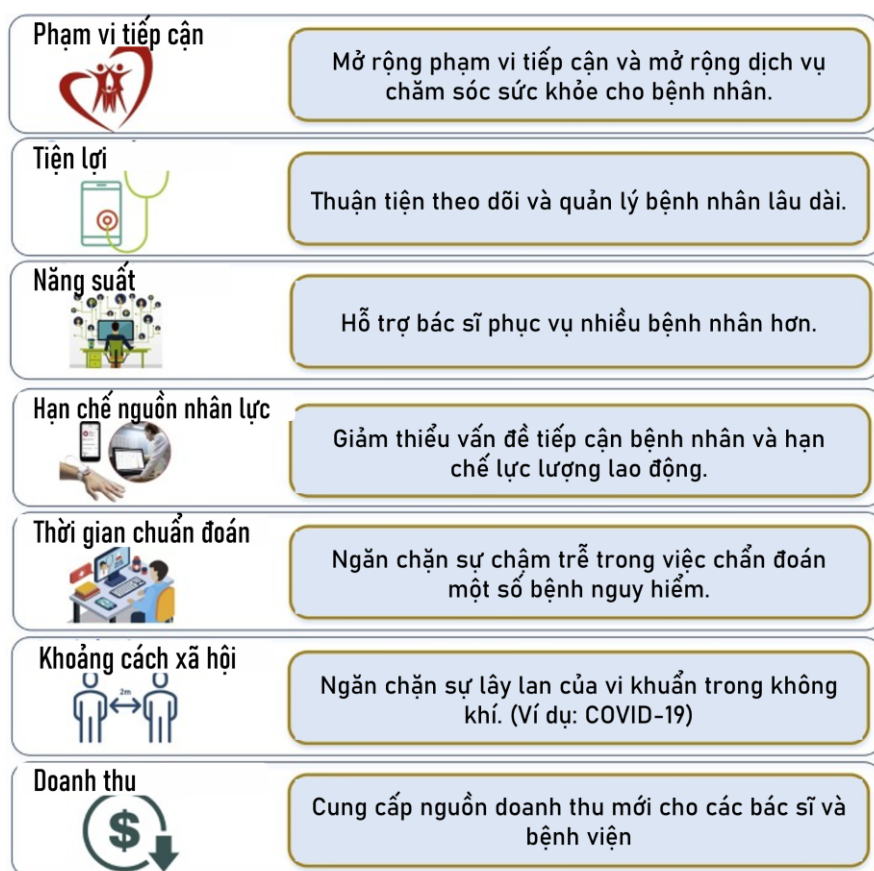 Phạm vi tiếp cận
Mở rộng phạm vi tiếp cận và mở rộng dịch vụ
chăm sóc sức khỏe cho bệnh nhân.
Tiện lợi
Thuận tiện theo dõi và quản lý bệnh nhân lâu dài.
Năng suất
Hỗ trợ bác sĩ phục vụ nhiều bệnh nhân hơn.
Hạn chế nguồn nhân lực
Giảm thiểu vấn đề tiếp cận bệnh nhân và hạn
chế lực lượng lao động.
Thời gian chuẩn đoán
Ngăn chặn sự chậm trễ trong việc chẩn đoán
một số bệnh nguy hiểm.
Khoảng cách xã hội
2m
Ngăn chặn sự lây lan của vi khuẩn trong không
khí. (Ví dụ: COVID-19)
Doanh thu
$
Cung cấp nguồn doanh thu mới cho các bác sĩ và
bệnh viện